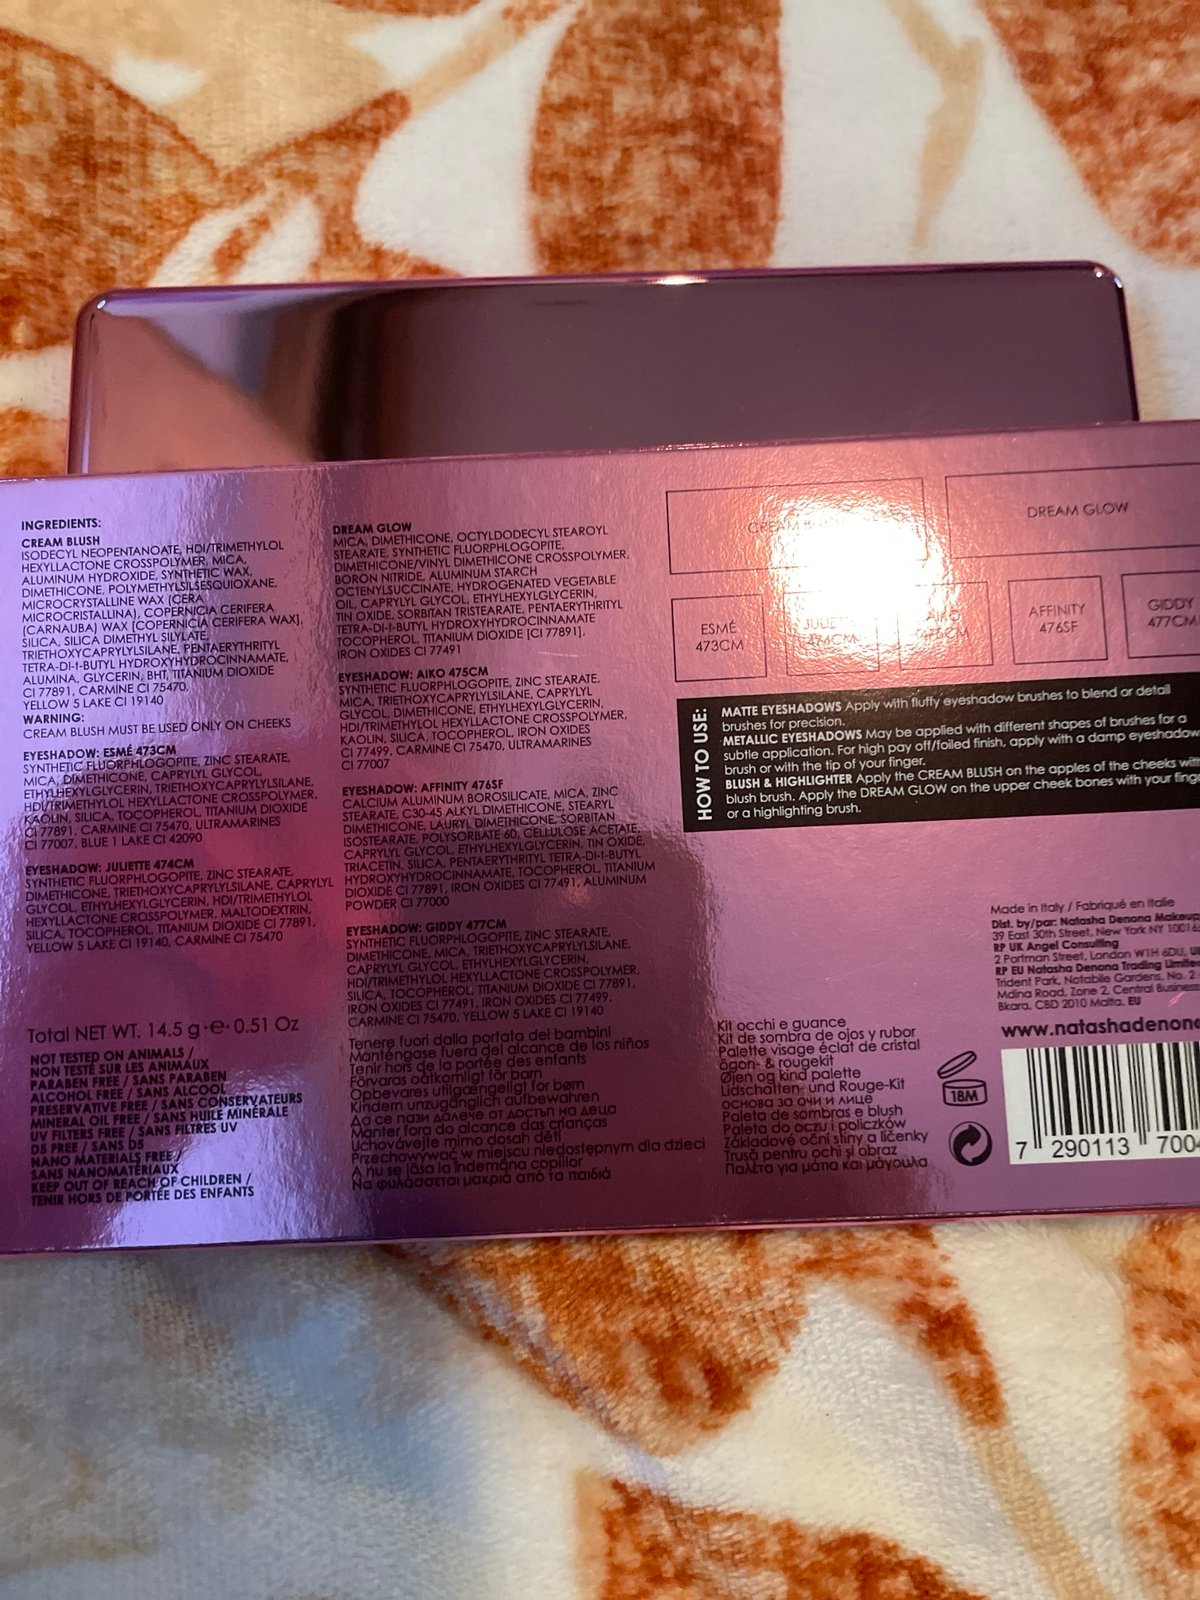 INGREDIENTS:
CREAM BLUSH
ISODECYL NEOPENTANOATE, HDI/TRIMETHYLOL
HEXYLLACTONE CROSSPOLYMER, MICA,
ALUMINUM HYDROXIDE, SYNTHETIC WAX,
DIMETHICONE, POLYMETHYLSILSESQUIOXANE,
MICROCRYSTALLINE WAX [CERA
MICROCRISTALLINA], COPERNICIA CERIFERA
(CARNAUBA) WAX [COPERNICIA CERIFERA WAX],
SILICA, SILICA DIMETHYL SILYLATE,
TRIETHOXYCAPRYLYLSILANE, PENTAERYTHRITYL
TETRA-DI-t-BUTYL HYDROXYHYDROCINNAMATE,
ALUMINA, GLYCERIN, BHT, TITANIUM DIOXIDE
CI 77891, CARMINE CI 75470,
YELLOW 5 LAKE CI 19140
WARNING:
CREAM BLUSH MUST BE USED ONLY ON CHEEKS
EYESHADOW: ESMÉ 473CM
SYNTHETIC FLUORPHLOGOPITE, ZINC STEARATE,
MICA, DIMETHICONE, CAPRYLYL GLYCOL,
ETHYLHEXYLGLYCERIN, TRIETHOXYCAPRYLYLSILANE,
HDI/TRIMETHYLOL HEXYLLACTONE CROSSPOLYMER,
KAOLIN, SILICA, TOCOPHEROL, TITANIUM DIOXIDE
CI 77891, CARMINE CI 75470, ULTRAMARINES
CI 77007, BLUE 1 LAKE CI 42090
EYESHADOW: JULIETTE 474CM
SYNTHETIC FLUORPHLOGOPITE, ZINC STEARATE,
DIMETHICONE, TRIETHOXYCAPRYLYLSILANE, CAPRYLYL
GLYCOL, ETHYLHEXYLGLYCERIN, HDI/TRIMETHYLOL
HEXYLLACTONE CROSSPOLYMER, MALTODEXTRIN,
SILICA, TOCOPHEROL, TITANIUM DIOXIDE CI 77891,
YELLOW 5 LAKE CI 19140, CARMINE CI 75470
Total NET WT. 14.5 g ℮ 0.51 Oz
NOT TESTED ON ANIMALS /
NON TESTÉ SUR LES ANIMAUX
PARABEN FREE / SANS PARABEN
ALCOHOL FREE / SANS ALCOOL
PRESERVATIVE FREE / SANS CONSERVATEURS
MINERAL OIL FREE / SANS HUILE MINÉRALE
UV FILTERS FREE / SANS FILTRES UV
D5 FREE / SANS D5
NANO MATERIALS FREE /
SANS NANOMATÉRIAUX
KEEP OUT OF REACH OF CHILDREN /
TENIR HORS DE PORTÉE DES ENFANTS
DREAM GLOW
MICA, DIMETHICONE, OCTYLDODECYL STEAROYL
STEARATE, SYNTHETIC FLUORPHLOGOPITE,
DIMETHICONE/VINYL DIMETHICONE CROSSPOLYMER,
BORON NITRIDE, ALUMINUM STARCH
OCTENYLSUCCINATE, HYDROGENATED VEGETABLE
OIL, CAPRYLYL GLYCOL, ETHYLHEXYLGLYCERIN,
TIN OXIDE, SORBITAN TRISTEARATE, PENTAERYTHRITYL
TETRA-DI-t-BUTYL HYDROXYHYDROCINNAMATE
TOCOPHEROL, TITANIUM DIOXIDE [CI 77891],
IRON OXIDES CI 77491
EYESHADOW: AIKO 475CM
SYNTHETIC FLUORPHLOGOPITE, ZINC STEARATE,
MICA, TRIETHOXYCAPRYLYLSILANE, CAPRYLYL
GLYCOL, DIMETHICONE, ETHYLHEXYLGLYCERIN,
HDI/TRIMETHYLOL HEXYLLACTONE CROSSPOLYMER,
KAOLIN, SILICA, TOCOPHEROL, IRON OXIDES
CI 77499, CARMINE CI 75470, ULTRAMARINES
CI 77007
EYESHADOW: AFFINITY 476SF
CALCIUM ALUMINUM BOROSILICATE, MICA, ZINC
STEARATE, C30-45 ALKYL DIMETHICONE, STEARYL
DIMETHICONE, LAURYL DIMETHICONE, SORBITAN
ISOSTEARATE, POLYSORBATE 60, CELLULOSE ACETATE,
CAPRYLYL GLYCOL, ETHYLHEXYLGLYCERIN, TIN OXIDE,
TRIACETIN, SILICA, PENTAERYTHRITYL TETRA-DI-t-BUTYL
HYDROXYHYDROCINNAMATE, TOCOPHEROL, TITANIUM
DIOXIDE CI 77891, IRON OXIDES CI 77491, ALUMINUM
POWDER CI 77000
EYESHADOW: GIDDY 477CM
SYNTHETIC FLUORPHLOGOPITE, ZINC STEARATE,
DIMETHICONE, MICA, TRIETHOXYCAPRYLYLSILANE,
CAPRYLYL GLYCOL, ETHYLHEXYLGLYCERIN,
HDI/TRIMETHYLOL HEXYLLACTONE CROSSPOLYMER,
SILICA, TOCOPHEROL, TITANIUM DIOXIDE CI 77891,
IRON OXIDES CI 77491, IRON OXIDES CI 77499,
CARMINE CI 75470, YELLOW 5 LAKE CI 19140
Tenere fuori dalla portata dei bambini
Manténgase fuera del alcance de los niños
Tenir hors de la portée des enfants
Förvaras oåtkomligt för barn
Opbevares utilgængeligt for børn
Kindern unzugänglich aufbewahren
Да се пази далече от достъп на деца
Manter fora do alcance das crianças
Uchovávejte mimo dosah dětí
Przechowywać w miejscu niedostępnym dla dzieci
A nu se lăsa la îndemâna copiilor
Να φυλάσσεται μακριά από τα παιδιά
CREAM
DREAM GLOW
ESMÉ
473CM
JULIETTE
474CM
AIKO
475CM
AFFINITY
476SF
GIDDY
477CM
HOW TO USE:
MATTE EYESHADOWS Apply with fluffy eyeshadow brushes to blend or detail
brushes for precision.
METALLIC EYESHADOWS May be applied with different shapes of brushes for a
subtle application. For high pay off/foiled finish, apply with a damp eyeshadow
brush or with the tip of your finger.
BLUSH & HIGHLIGHTER Apply the CREAM BLUSH on the apples of the cheeks with
blush brush. Apply the DREAM GLOW on the upper cheek bones with your fing
or a highlighting brush.
Made in Italy / Fabriqué en Italie
Dist. by/par: Natasha Denona Makeup
39 East 30th Street, New York NY 10016
RP UK Angel Consulting
2 Portman Street, London W1H 6DU, U
RP EU Natasha Denona Trading Limite
Trident Park, Notabile Gardens, No. 2
Mdina Road, Zone 2, Central Business
Bkara, CBD 2010 Malta, EU
www.natashadenon
Kit occhi e guance
Kit de sombra de ojos y rubor
Palette visage éclat de cristal
ögon- & rougekit
Øjen og kind palette
Lidschatten- und Rouge-Kit
основа за очи и лице
Paleta de sombras e blush
Paleta do oczu i policzków
Základové oční stíny a líčenky
Trusă pentru ochi și obraz
Παλέτα για μάτια και μάγουλα
18M
7 290113 700